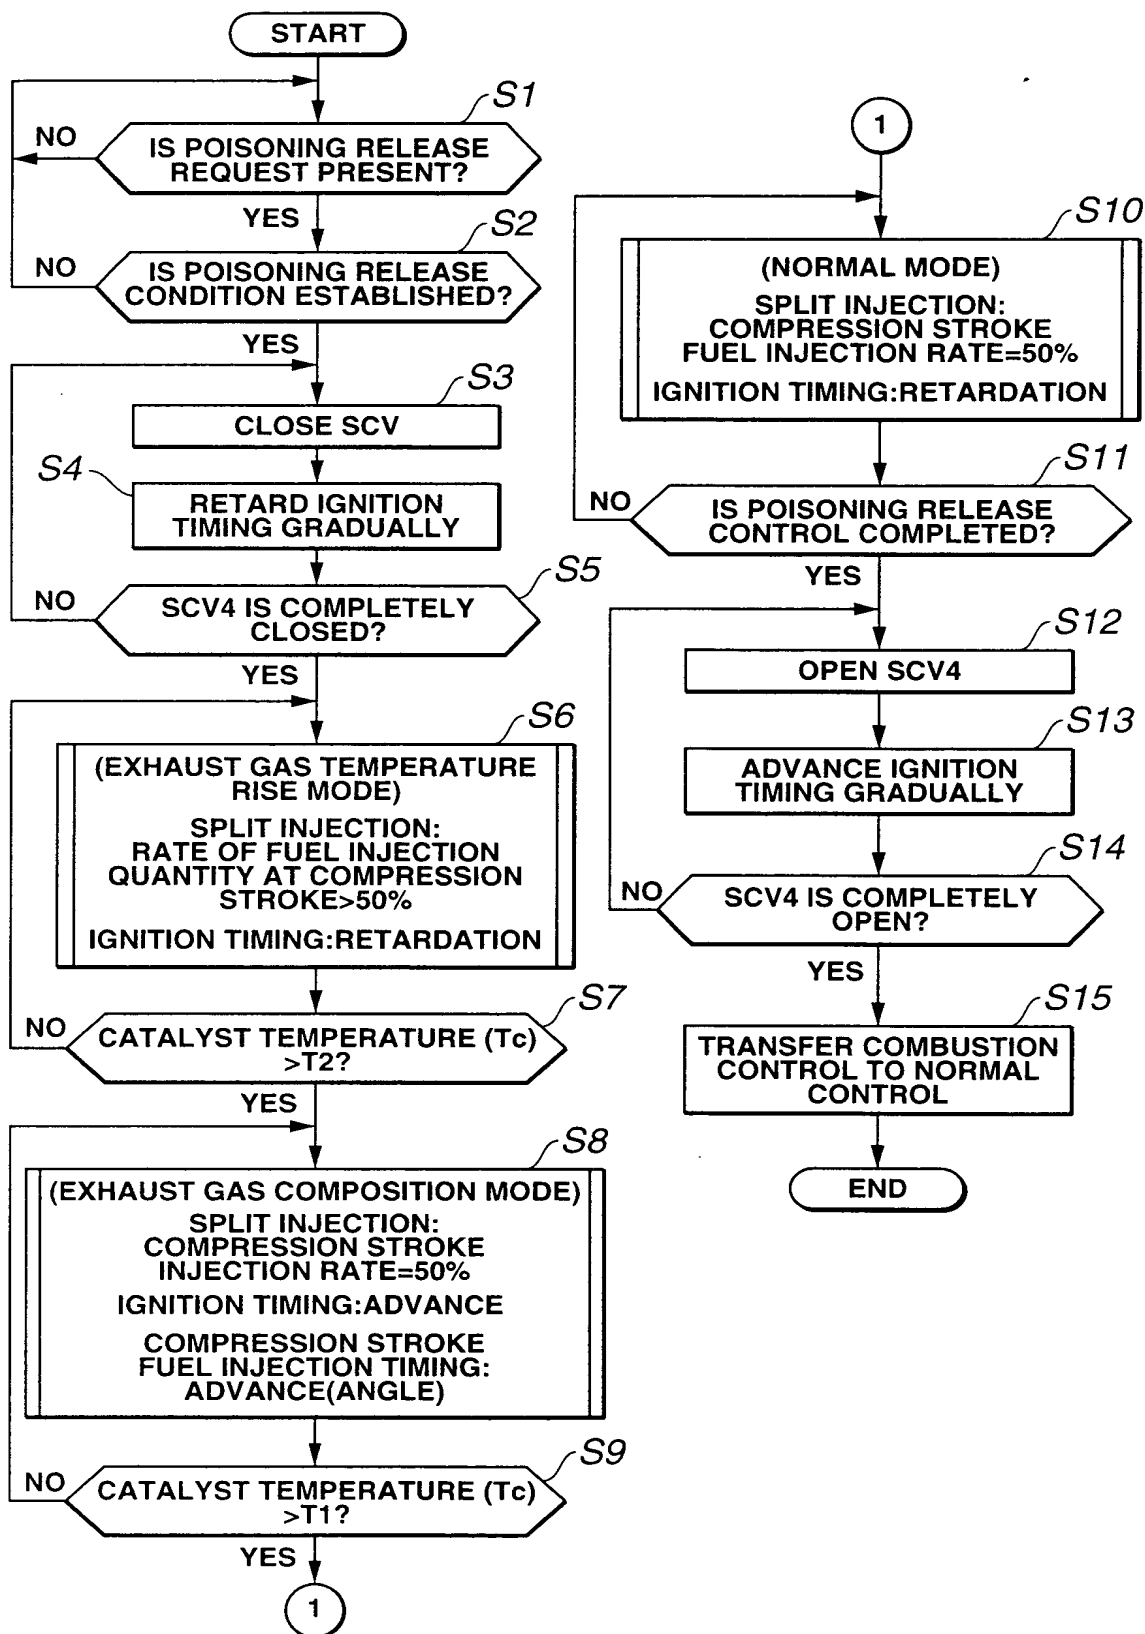 START
S1
NO
IS POISONING RELEASE
REQUEST PRESENT?
YES
S2
NO
IS POISONING RELEASE
CONDITION ESTABLISHED?
YES
S3
CLOSE SCV
S4
RETARD IGNITION
TIMING GRADUALLY
S5
NO
SCV4 IS COMPLETELY
CLOSED?
YES
S6
(EXHAUST GAS TEMPERATURE
RISE MODE)
SPLIT INJECTION:
RATE OF FUEL INJECTION
QUANTITY AT COMPRESSION
STROKE>50%
IGNITION TIMING:RETARDATION
S7
NO
CATALYST TEMPERATURE (Tc)
>T2?
YES
S8
(EXHAUST GAS COMPOSITION MODE)
SPLIT INJECTION:
COMPRESSION STROKE
INJECTION RATE=50%
IGNITION TIMING:ADVANCE
COMPRESSION STROKE
FUEL INJECTION TIMING:
ADVANCE(ANGLE)
S9
NO
CATALYST TEMPERATURE (Tc)
>T1?
YES
1
1
S10
(NORMAL MODE)
SPLIT INJECTION:
COMPRESSION STROKE
FUEL INJECTION RATE=50%
IGNITION TIMING:RETARDATION
S11
NO
IS POISONING RELEASE
CONTROL COMPLETED?
YES
S12
OPEN SCV4
S13
ADVANCE IGNITION
TIMING GRADUALLY
S14
NO
SCV4 IS COMPLETELY
OPEN?
YES
S15
TRANSFER COMBUSTION
CONTROL TO NORMAL
CONTROL
END